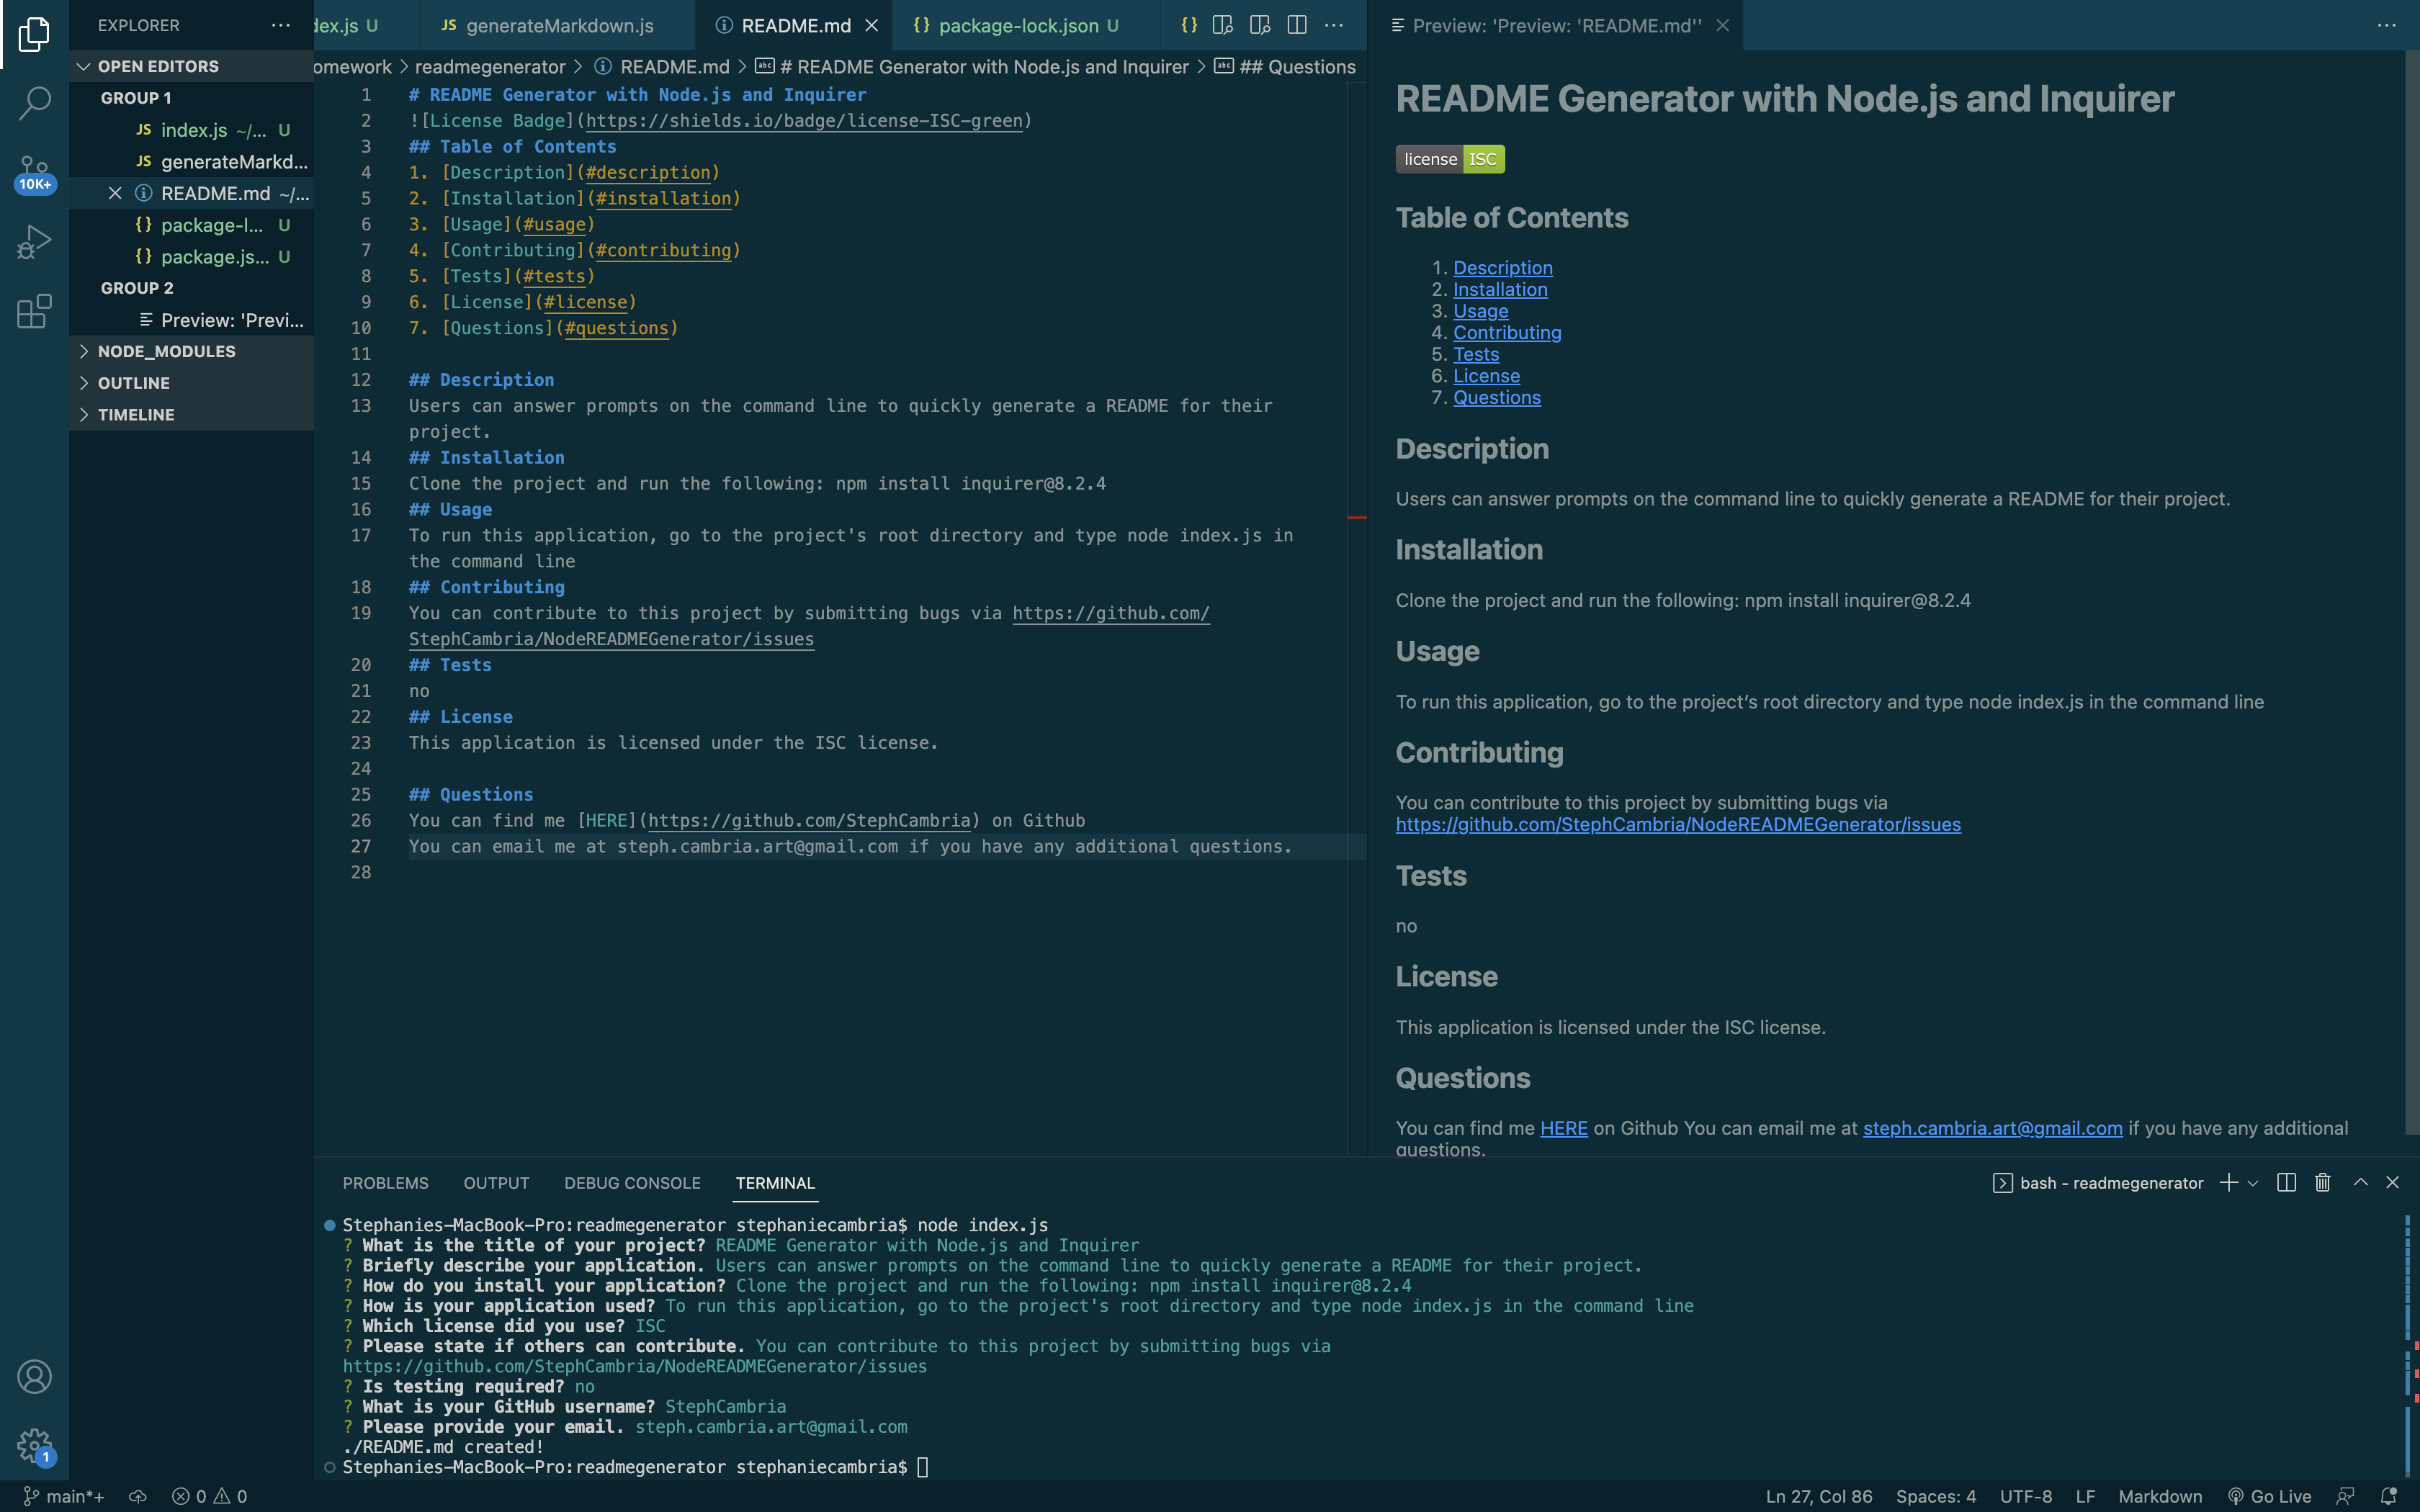 EXPLORER
OPEN EDITORS
GROUP 1
JS index.js ~/... U
JS generateMarkd...
README.md ~/...
{} package-l... U
{} package.js... U
GROUP 2
Preview: 'Previ...
NODE_MODULES
OUTLINE
TIMELINE
10K+
1
dex.js U
JS generateMarkdown.js
README.md
{} package-lock.json U
{}
omework > readmegenerator > README.md > # README Generator with Node.js and Inquirer > ## Questions
1 # README Generator with Node.js and Inquirer
2 ![License Badge](https://shields.io/badge/license-ISC-green)
3 ## Table of Contents
4 1. [Description](#description)
5 2. [Installation](#installation)
6 3. [Usage](#usage)
7 4. [Contributing](#contributing)
8 5. [Tests](#tests)
9 6. [License](#license)
10 7. [Questions](#questions)
11
12 ## Description
13 Users can answer prompts on the command line to quickly generate a README for their
project.
14 ## Installation
15 Clone the project and run the following: npm install inquirer@8.2.4
16 ## Usage
17 To run this application, go to the project's root directory and type node index.js in
the command line
18 ## Contributing
19 You can contribute to this project by submitting bugs via https://github.com/
StephCambria/NodeREADMEGenerator/issues
20 ## Tests
21 no
22 ## License
23 This application is licensed under the ISC license.
24
25 ## Questions
26 You can find me [HERE](https://github.com/StephCambria) on Github
27 You can email me at steph.cambria.art@gmail.com if you have any additional questions.
28
Preview: 'Preview: 'README.md''
README Generator with Node.js and Inquirer
license ISC
Table of Contents
1. Description
2. Installation
3. Usage
4. Contributing
5. Tests
6. License
7. Questions
Description
Users can answer prompts on the command line to quickly generate a README for their project.
Installation
Clone the project and run the following: npm install inquirer@8.2.4
Usage
To run this application, go to the project’s root directory and type node index.js in the command line
Contributing
You can contribute to this project by submitting bugs via
https://github.com/StephCambria/NodeREADMEGenerator/issues
Tests
no
License
This application is licensed under the ISC license.
Questions
You can find me HERE on Github You can email me at steph.cambria.art@gmail.com if you have any additional
questions.
PROBLEMS OUTPUT DEBUG CONSOLE TERMINAL
bash - readmegenerator
Stephanies-MacBook-Pro:readmegenerator stephaniecambria$ node index.js
? What is the title of your project? README Generator with Node.js and Inquirer
? Briefly describe your application. Users can answer prompts on the command line to quickly generate a README for their project.
? How do you install your application? Clone the project and run the following: npm install inquirer@8.2.4
? How is your application used? To run this application, go to the project's root directory and type node index.js in the command line
? Which license did you use? ISC
? Please state if others can contribute. You can contribute to this project by submitting bugs via
https://github.com/StephCambria/NodeREADMEGenerator/issues
? Is testing required? no
? What is your GitHub username? StephCambria
? Please provide your email. steph.cambria.art@gmail.com
./README.md created!
Stephanies-MacBook-Pro:readmegenerator stephaniecambria$
main*+ 0 0
Ln 27, Col 86 Spaces: 4 UTF-8 LF Markdown Go Live